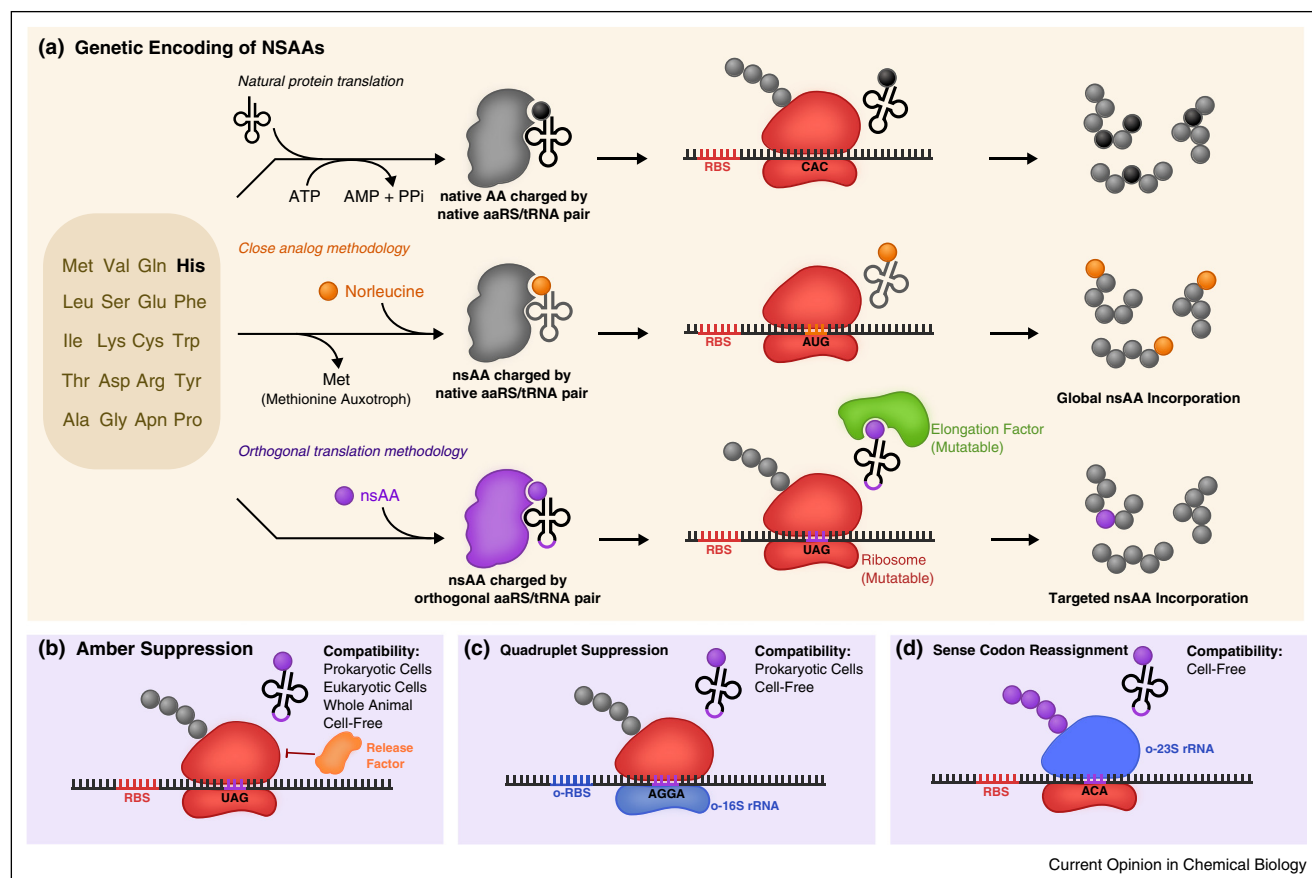 (a) Genetic Encoding of NSAAs
Natural protein translation
ATP
AMP + PPi
native AA charged by
native aaRS/tRNA pair
RBS
CAC
Met Val Gln His
Leu Ser Glu Phe
Ile Lys Cys Trp
Thr Asp Arg Tyr
Ala Gly Apn Pro
Close analog methodology
Norleucine
Met
(Methionine Auxotroph)
nsAA charged by
native aaRS/tRNA pair
RBS
AUG
Global nsAA Incorporation
Orthogonal translation methodology
nsAA
nsAA charged by
orthogonal aaRS/tRNA pair
Elongation Factor
(Mutatable)
RBS
UAG
Ribosome
(Mutatable)
Targeted nsAA Incorporation
(b) Amber Suppression
Compatibility:
Prokaryotic Cells
Eukaryotic Cells
Whole Animal
Cell-Free
Release
Factor
RBS
UAG
(c) Quadruplet Suppression
Compatibility:
Prokaryotic Cells
Cell-Free
o-RBS
AGGA
o-16S rRNA
(d) Sense Codon Reassignment
Compatibility:
Cell-Free
o-23S rRNA
RBS
ACA
Current Opinion in Chemical Biology